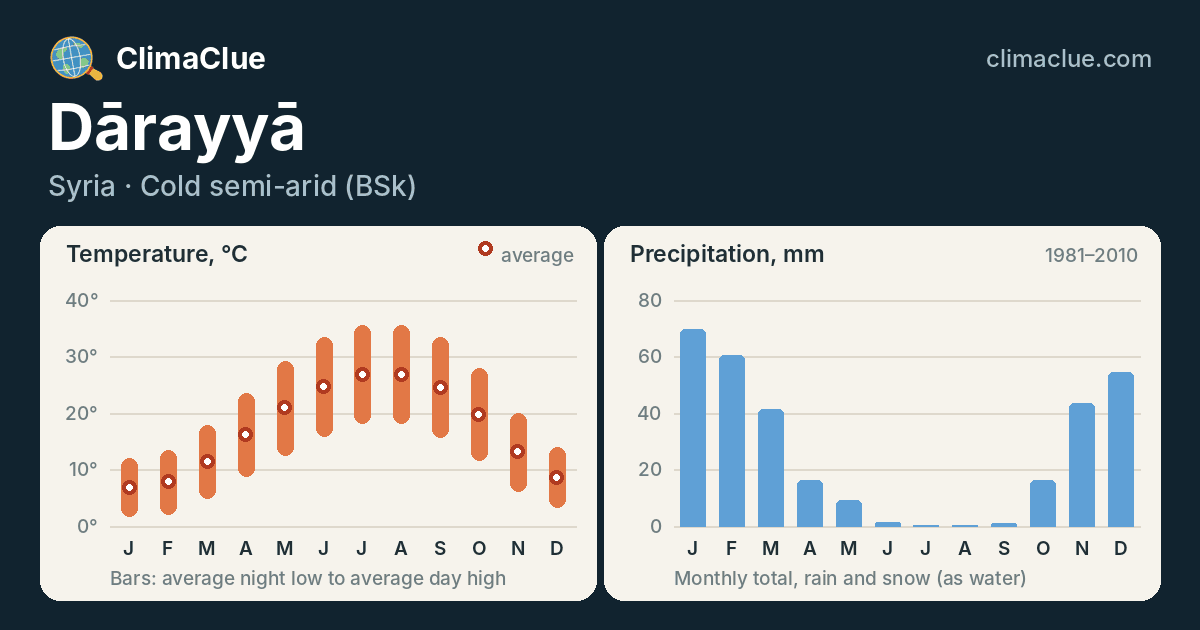 ClimaClue
climaclue.com
Dārayyā
Syria · Cold semi-arid (BSk)
Temperature, °C
average
40°
30°
20°
10°
0°
J F M A M J J A S O N D
Bars: average night low to average day high
Precipitation, mm
1981–2010
80
60
40
20
0
J F M A M J J A S O N D
Monthly total, rain and snow (as water)